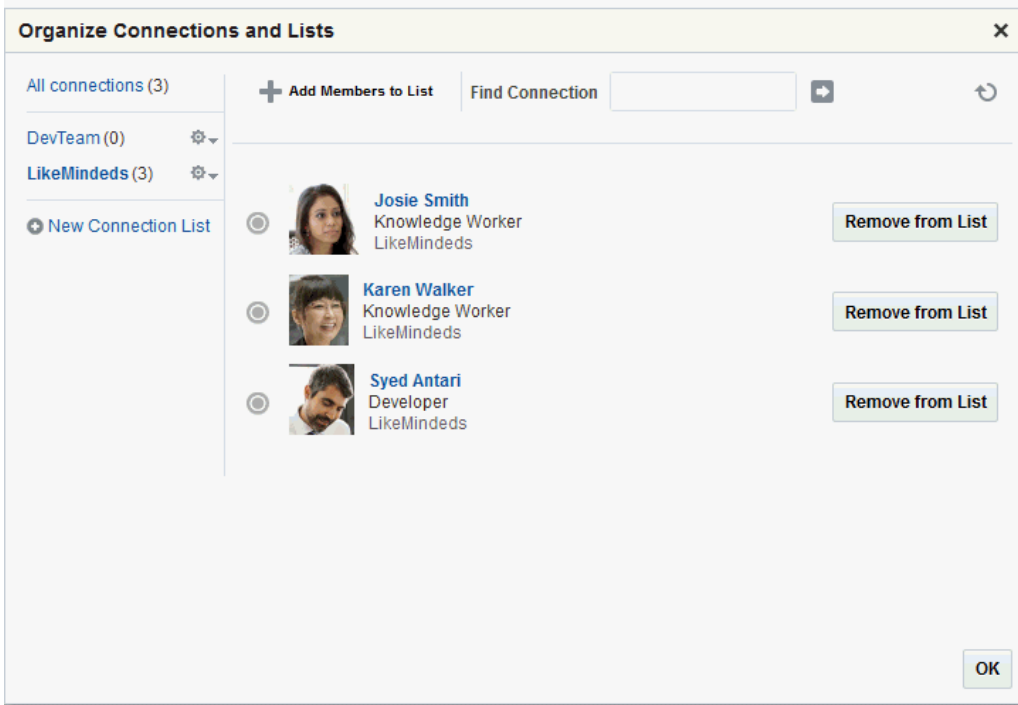 Organize Connections and Lists
All connections (3)
DevTeam (0)
LikeMindeds (3)
New Connection List
Add Members to List
Find Connection
Josie Smith
Knowledge Worker
LikeMindeds
Remove from List
Karen Walker
Knowledge Worker
LikeMindeds
Remove from List
Syed Antari
Developer
LikeMindeds
Remove from List
OK